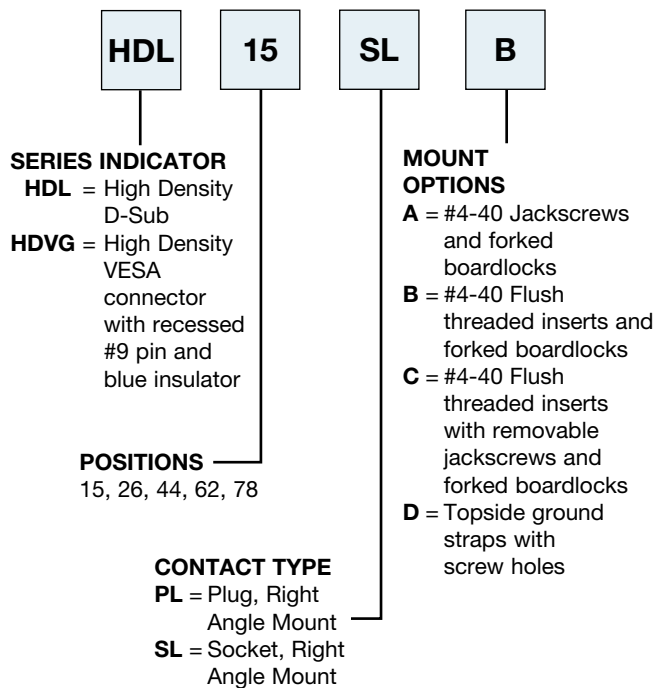 HDL 15 SL B
SERIES INDICATOR
HDL = High Density
D-Sub
HDVG = High Density
VESA
connector
with recessed
#9 pin and
blue insulator
POSITIONS
15, 26, 44, 62, 78
CONTACT TYPE
PL = Plug, Right
Angle Mount
SL = Socket, Right
Angle Mount
MOUNT
OPTIONS
A = #4-40 Jackscrews
and forked
boardlocks
B = #4-40 Flush
threaded inserts and
forked boardlocks
C = #4-40 Flush
threaded inserts
with removable
jackscrews and
forked boardlocks
D = Topside ground
straps with
screw holes